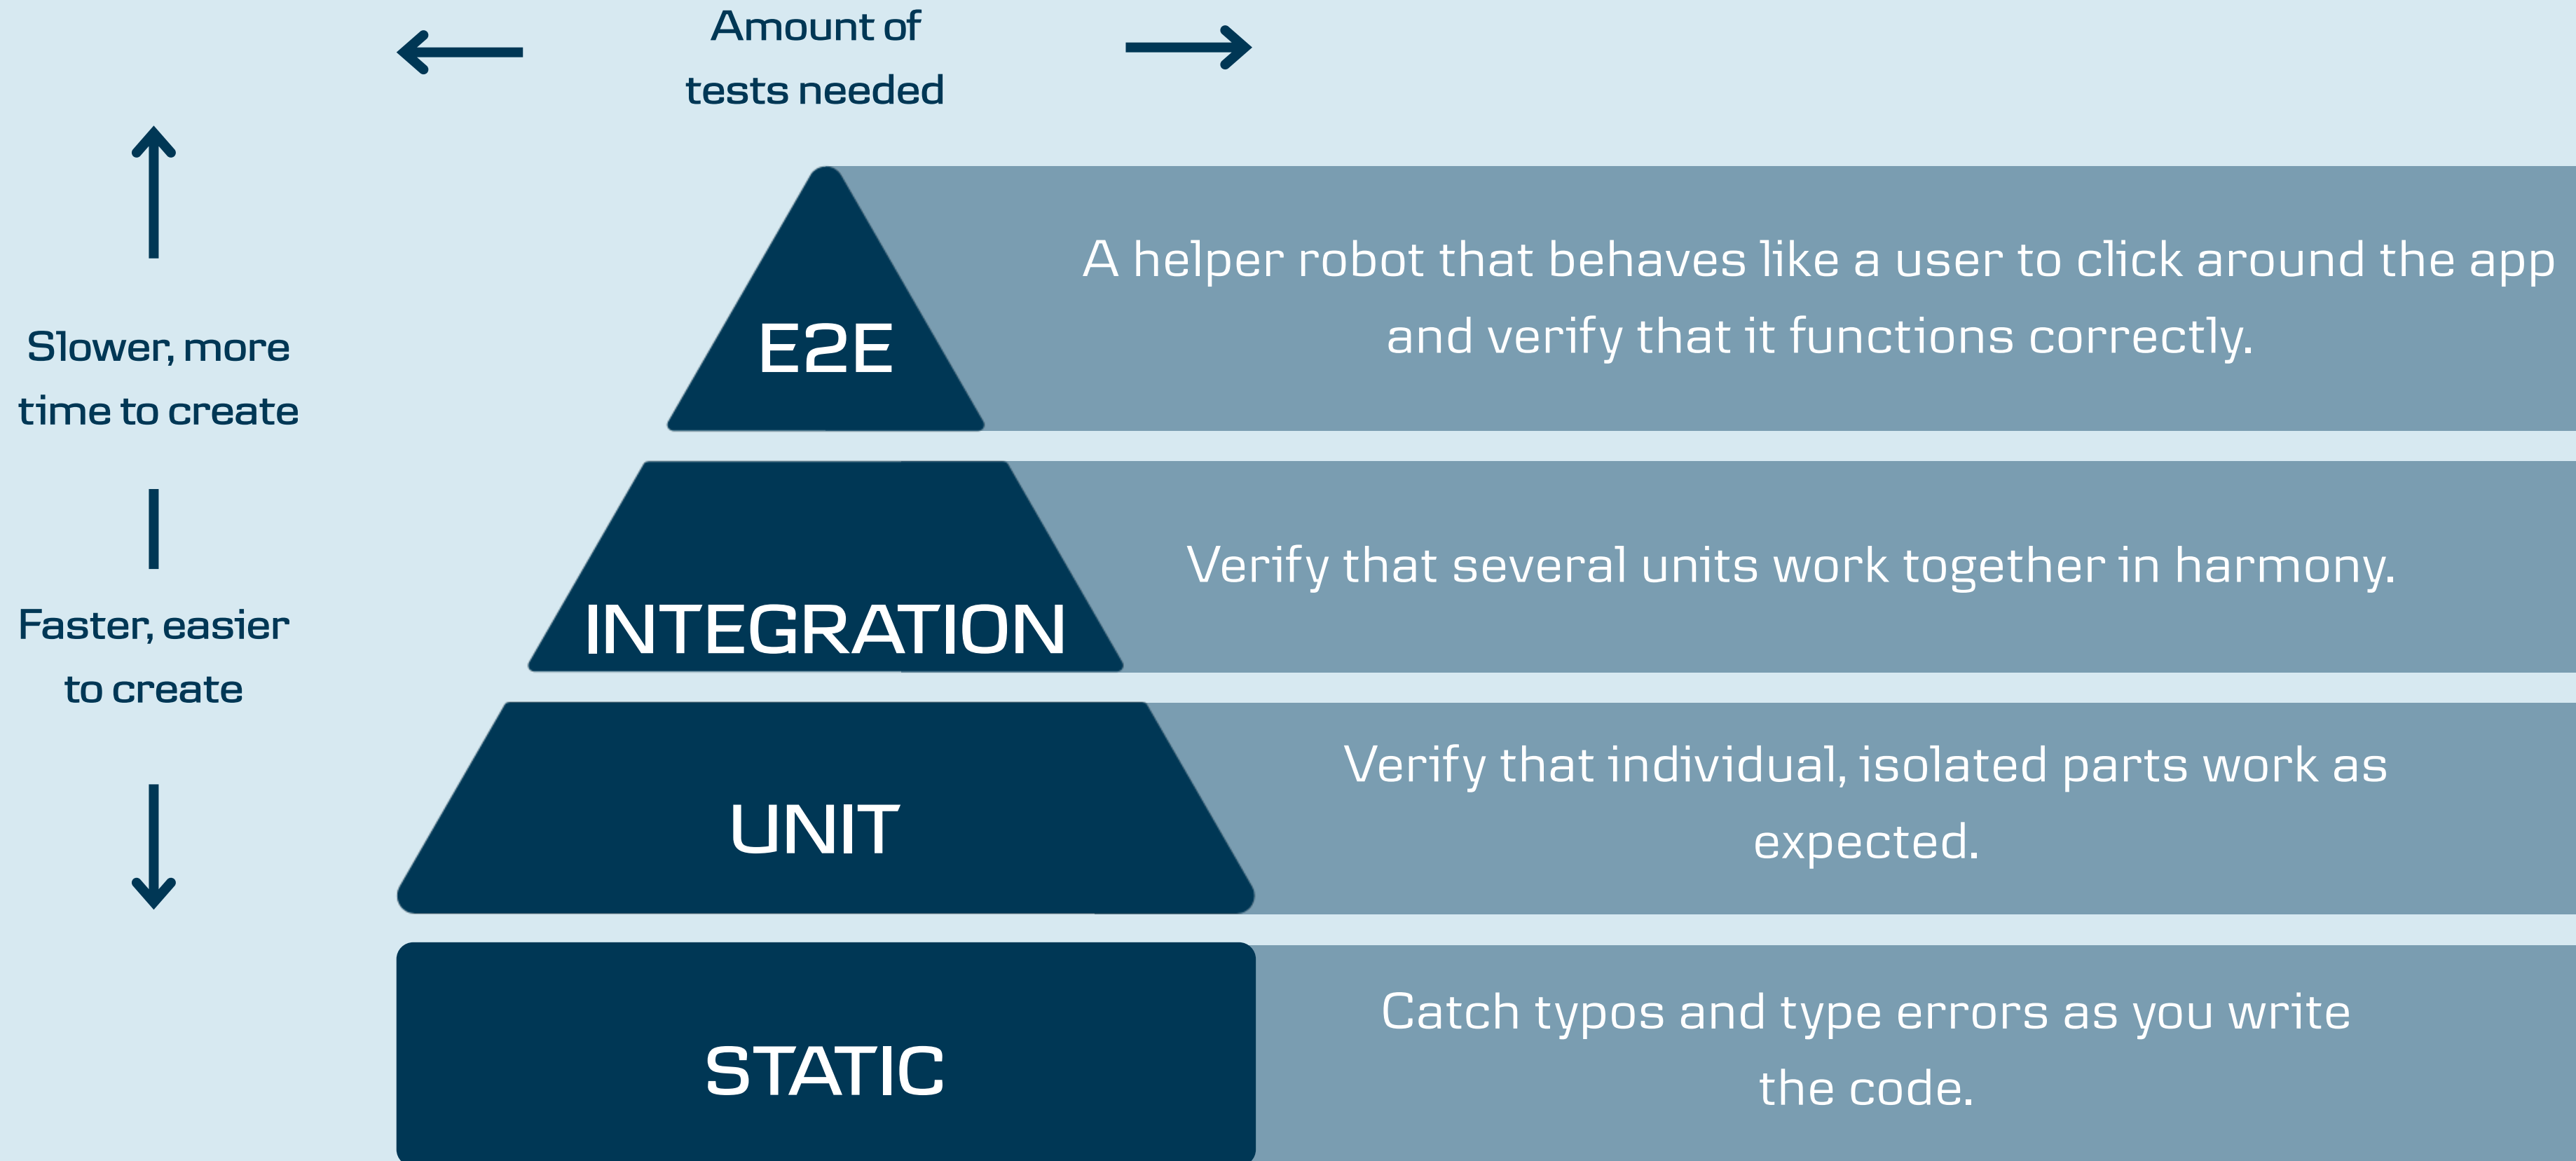 Amount of
tests needed
Slower, more
time to create
Faster, easier
to create
E2E
A helper robot that behaves like a user to click around the app
and verify that it functions correctly.
INTEGRATION
Verify that several units work together in harmony.
UNIT
Verify that individual, isolated parts work as
expected.
STATIC
Catch typos and type errors as you write
the code.